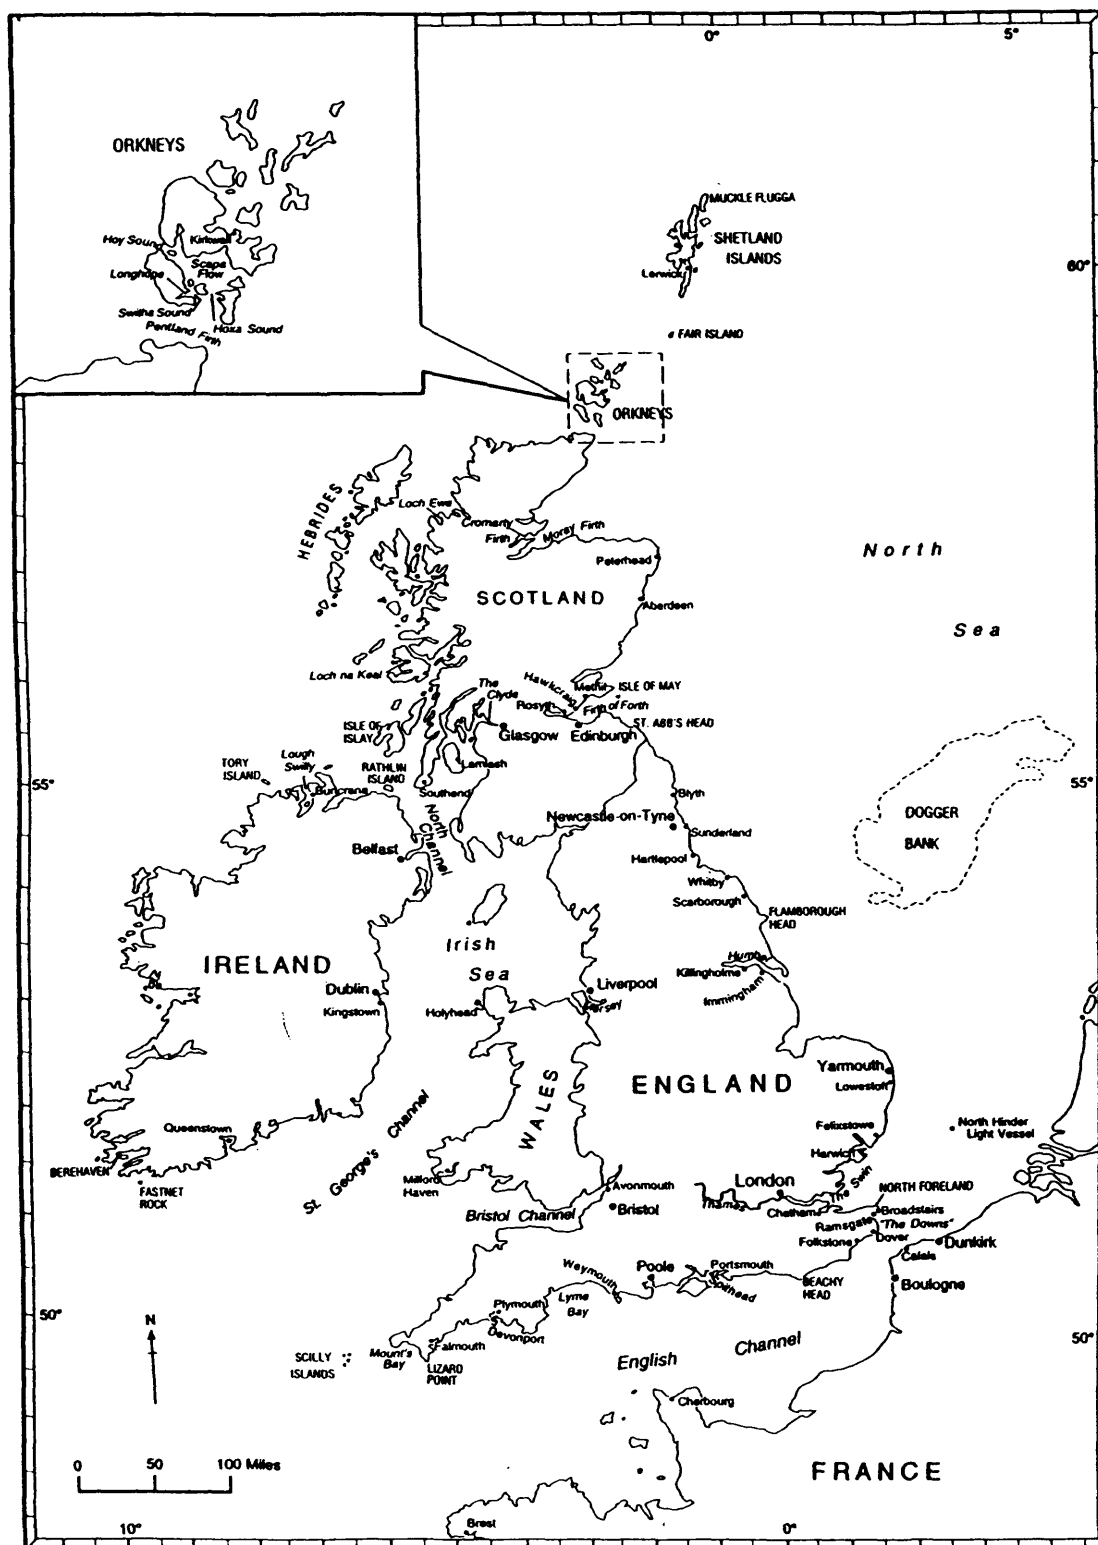 0°
5°
ORKNEYS
Hoy Sound
Kirkwall
Scapa
Flow
Longhope
Switha Sound
Hoxa Sound
Pentland Firth
MUCKLE FLUGGA
SHETLAND
ISLANDS
Lerwick
60°
FAIR ISLAND
ORKNEYS
HEBRIDES
Loch Ewe
Cromarty
Firth
Moray Firth
Peterhead
North
Sea
SCOTLAND
Aberdeen
Loch na Keal
The
Clyde
Hawkcraig
Methil
ISLE OF MAY
Rosyth
Firth of Forth
ST. ABB'S HEAD
ISLE OF
ISLAY
Glasgow
Edinburgh
Lamlash
TORY
ISLAND
Lough
Swilly
RATHLIN
ISLAND
Buncrana
Southend
55°
55°
North
Channel
Blyth
Newcastle-on-Tyne
Sunderland
DOGGER
BANK
Belfast
Hartlepool
Whitby
Scarborough
FLAMBOROUGH
HEAD
Irish
Sea
IRELAND
Humber
Killingholme
Immingham
Dublin
Kingstown
Holyhead
Liverpool
Mersey
WALES
ENGLAND
Yarmouth
Lowestoft
St. George's Channel
Queenstown
Felixstowe
Harwich
North Hinder
Light Vessel
BEREHAVEN
FASTNET
ROCK
Milford
Haven
Avonmouth
London
The Swin
NORTH FORELAND
Bristol Channel
Bristol
Thames
Chatham
Broadstairs
Ramsgate
"The Downs"
Dover
Folkstone
Dunkirk
Calais
Weymouth
Poole
Portsmouth
Spithead
BEACHY
HEAD
Boulogne
Plymouth
Lyme
Bay
Devonport
50°
50°
N
Falmouth
Mount's
Bay
LIZARD
POINT
SCILLY
ISLANDS
English Channel
Cherbourg
0 50 100 Miles
FRANCE
Brest
10°
0°